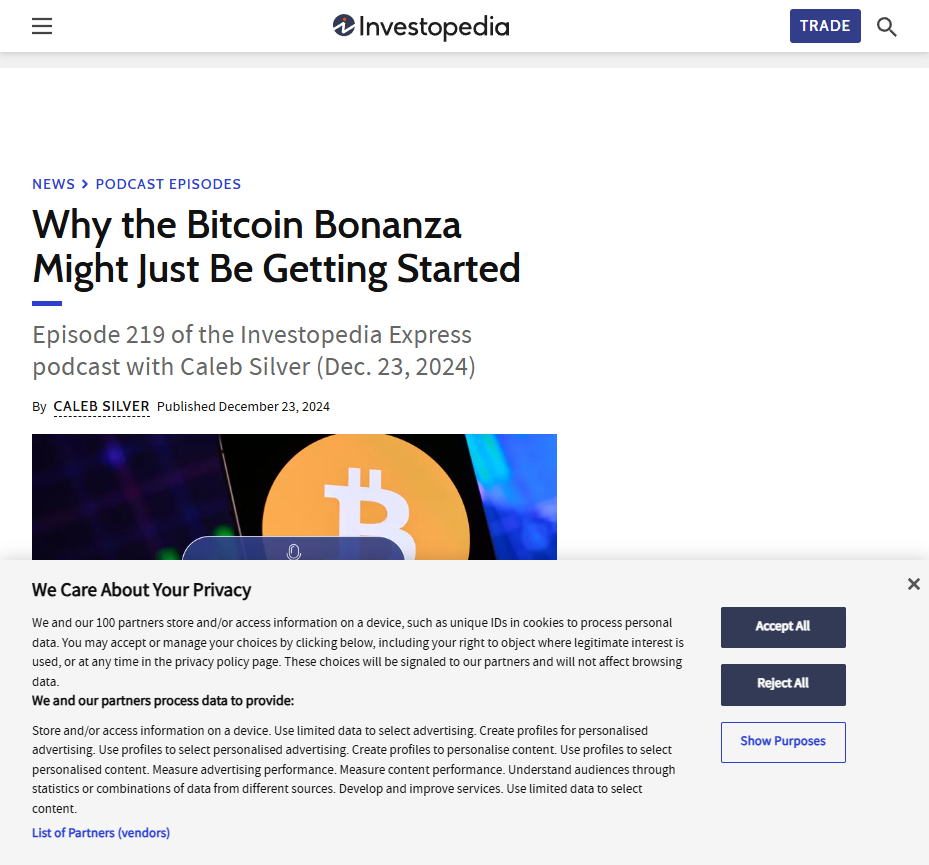 Investopedia
TRADE
NEWS > PODCAST EPISODES
Why the Bitcoin Bonanza
Might Just Be Getting Started
Episode 219 of the Investopedia Express
podcast with Caleb Silver (Dec. 23, 2024)
By CALEB SILVER Published December 23, 2024
We Care About Your Privacy
We and our 100 partners store and/or access information on a device, such as unique IDs in cookies to process personal
data. You may accept or manage your choices by clicking below, including your right to object where legitimate interest is
used, or at any time in the privacy policy page. These choices will be signaled to our partners and will not affect browsing
data.
We and our partners process data to provide:
Store and/or access information on a device. Use limited data to select advertising. Create profiles for personalised
advertising. Use profiles to select personalised advertising. Create profiles to personalise content. Use profiles to select
personalised content. Measure advertising performance. Measure content performance. Understand audiences through
statistics or combinations of data from different sources. Develop and improve services. Use limited data to select
content.
List of Partners (vendors)
Accept All
Reject All
Show Purposes